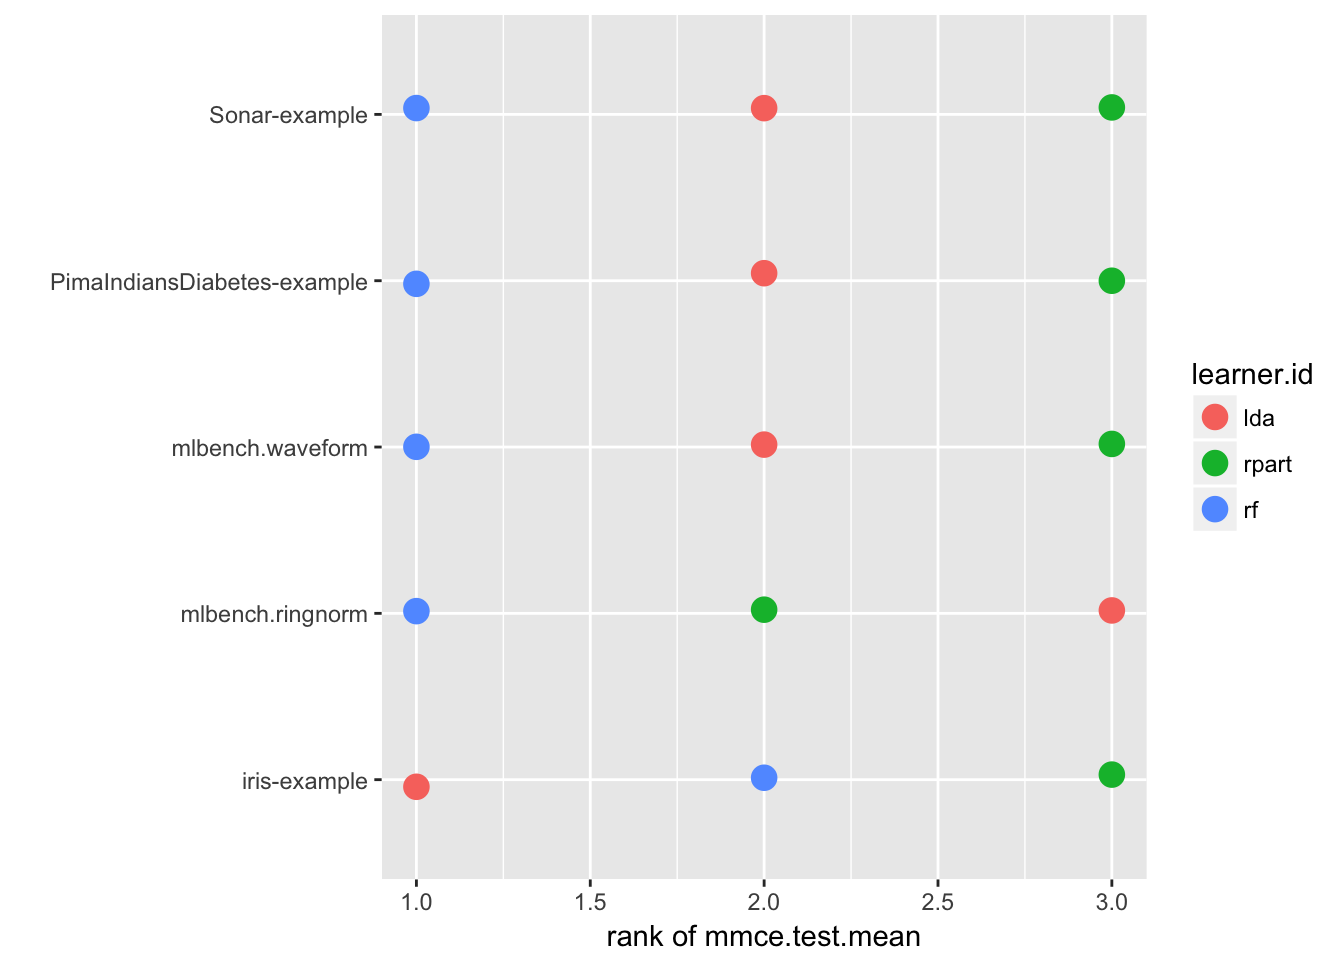 Sonar-example
PimaIndiansDiabetes-example
mlbench.waveform
mlbench.ringnorm
iris-example
1.0 1.5 2.0 2.5 3.0
rank of mmce.test.mean
learner.id
lda
rpart
rf